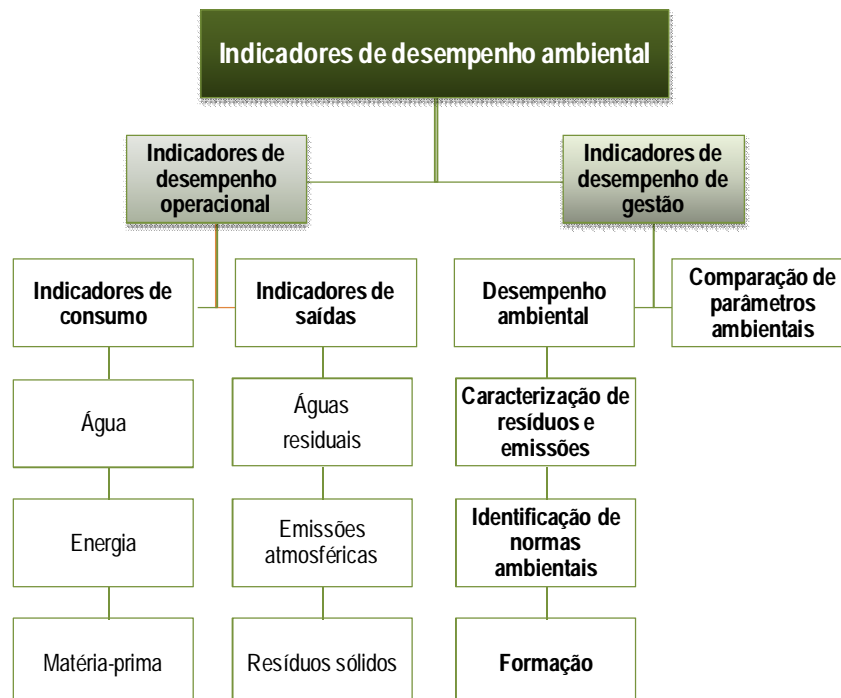 Indicadores de desempenho ambiental
Indicadores de
desempenho
operacional
Indicadores de
desempenho de
gestão
Indicadores de
consumo
Indicadores de
saídas
Desempenho
ambiental
Comparação de
parâmetros
ambientais
Água
Águas
residuais
Caracterização de
resíduos e
emissões
Energia
Emissões
atmosféricas
Identificação de
normas
ambientais
Matéria-prima
Resíduos sólidos
Formação